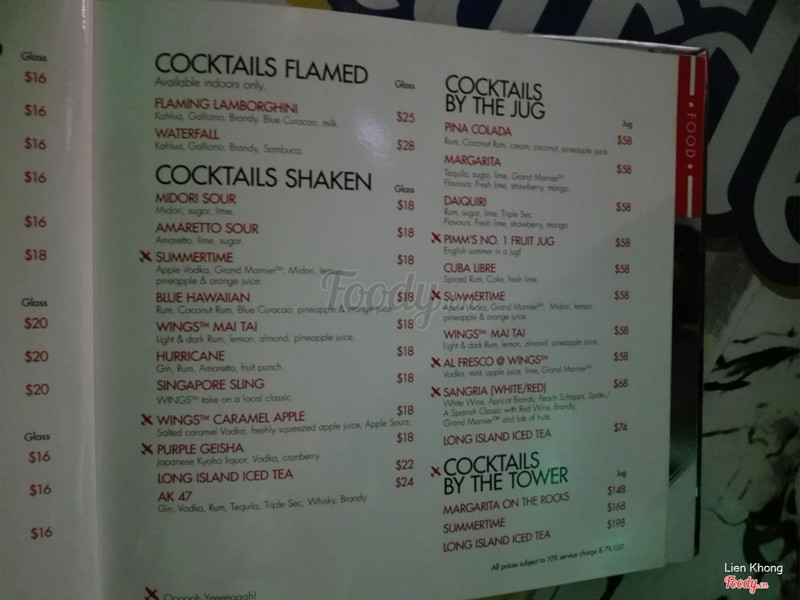 Glass
$16
$16
$16
$16
$16
$18
Glass
$20
$20
$20
Glass
$16
$16
$16
COCKTAILS FLAMED
Available indoors only. Glass
FLAMING LAMBORGHINI $25
Kahlua, Galliano, Brandy, Blue Curacao, milk.
WATERFALL $28
Kahlua, Galliano, Brandy, Sambuca.
COCKTAILS SHAKEN Glass
MIDORI SOUR $18
Midori, sugar, lime.
AMARETTO SOUR $18
Amaretto, lime, sugar.
SUMMERTIME $18
Apple Vodka, Grand Marnier™, Midori, lemon,
pineapple & orange juice.
BLUE HAWAIIAN $18
Rum, Coconut Rum, Blue Curacao, pineapple & orange juice
WINGS™ MAI TAI $18
Light & dark Rum, lemon, almond, pineapple juice.
HURRICANE $18
Gin, Rum, Amaretto, fruit punch.
SINGAPORE SLING $18
WINGS™ take on a local classic.
WINGS™ CARAMEL APPLE $18
Salted caramel Vodka, freshly squeezed apple juice, Apple Sourz.
PURPLE GEISHA $18
Japanese Kyoho liquor, Vodka, cranberry.
LONG ISLAND ICED TEA $22
AK 47 $24
Gin, Vodka, Rum, Tequila, Triple Sec, Whisky, Brandy.
Oooooh Yeeeeaaah!
COCKTAILS
BY THE JUG
Jug
PINA COLADA $58
Rum, Coconut Rum, cream, coconut, pineapple juice.
MARGARITA $58
Tequila, sugar, lime, Grand Marnier™
Flavours: Fresh lime, strawberry, mango.
DAIQUIRI $58
Rum, sugar, lime, Triple Sec.
Flavours: Fresh lime, strawberry, mango.
PIMM'S NO. 1 FRUIT JUG $58
English summer in a jug!
CUBA LIBRE $58
Spiced Rum, Coke, fresh lime.
SUMMERTIME $58
Apple Vodka, Grand Marnier™, Midori, lemon,
pineapple & orange juice.
WINGS™ MAI TAI $58
Light & dark Rum, lemon, almond, pineapple juice.
AL FRESCO @ WINGS™ $58
Vodka, mint, apple juice, lime, Grand Marnier™
SANGRIA (WHITE/RED) $68
White Wine, Apricot Brandy, Peach Schapps, Sprite/
A Spanish Classic with Red Wine, Brandy,
Grand Marnier™ and lots of fruits.
LONG ISLAND ICED TEA $74
COCKTAILS
BY THE TOWER
Jug
MARGARITA ON THE ROCKS $148
SUMMERTIME $168
LONG ISLAND ICED TEA $198
All prices subject to 10% service charge & 7% GST.
FOOD
Foody
Lien Khong
Foody.vn